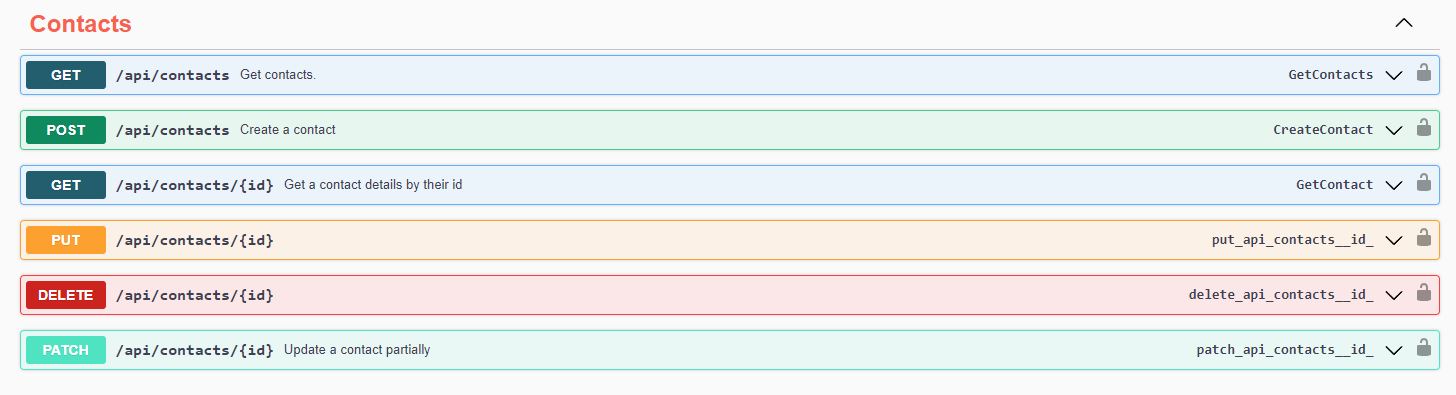 Contacts
GET /api/contacts Get contacts. GetContacts
POST /api/contacts Create a contact CreateContact
GET /api/contacts/{id} Get a contact details by their id GetContact
PUT /api/contacts/{id} put_api_contacts__id_
DELETE /api/contacts/{id} delete_api_contacts__id_
PATCH /api/contacts/{id} Update a contact partially patch_api_contacts__id_